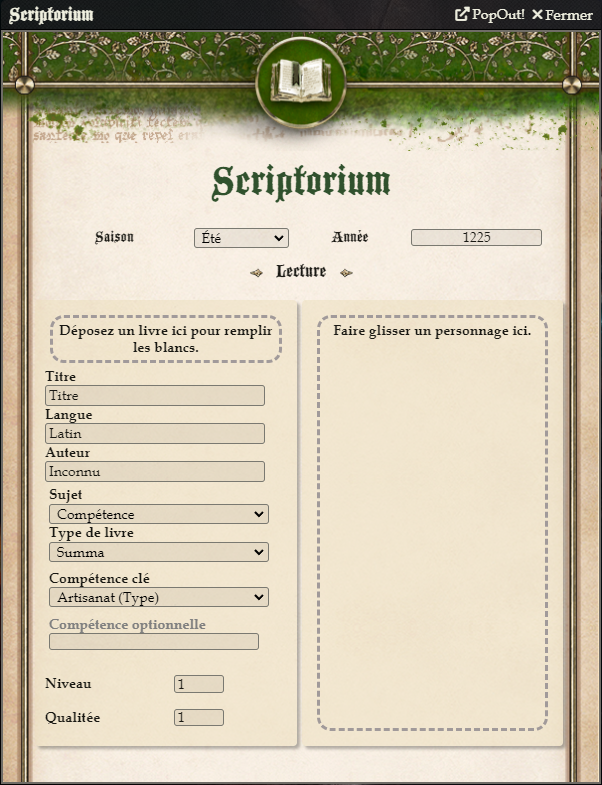 Scriptorium
PopOut! Fermer
Scriptorium
Saison Été Année 1225
Lecture
Déposez un livre ici pour remplir
les blancs.
Faire glisser un personnage ici.
Titre
Titre
Langue
Latin
Auteur
Inconnu
Sujet
Compétence
Type de livre
Summa
Compétence clé
Artisanat (Type)
Compétence optionnelle
Niveau 1
Qualitée 1